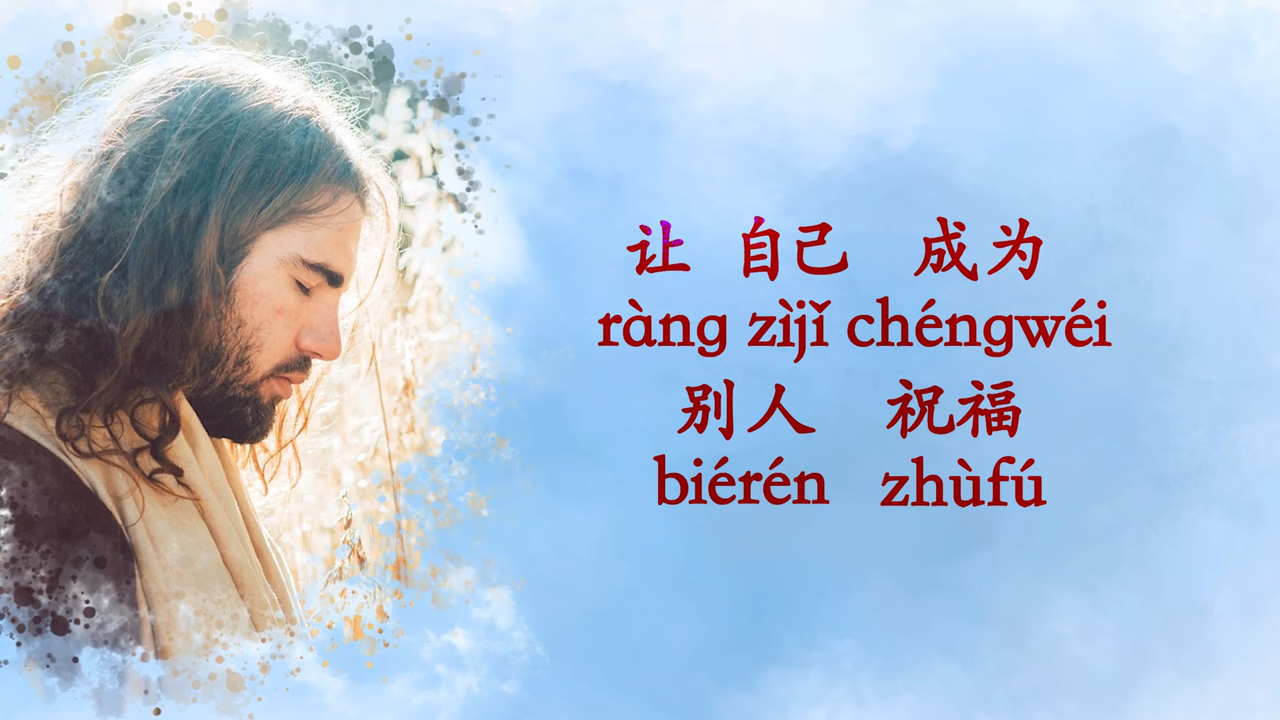 让 自己 成为
ràng zìjǐ chéngwéi
别人 祝福
biérén zhùfú